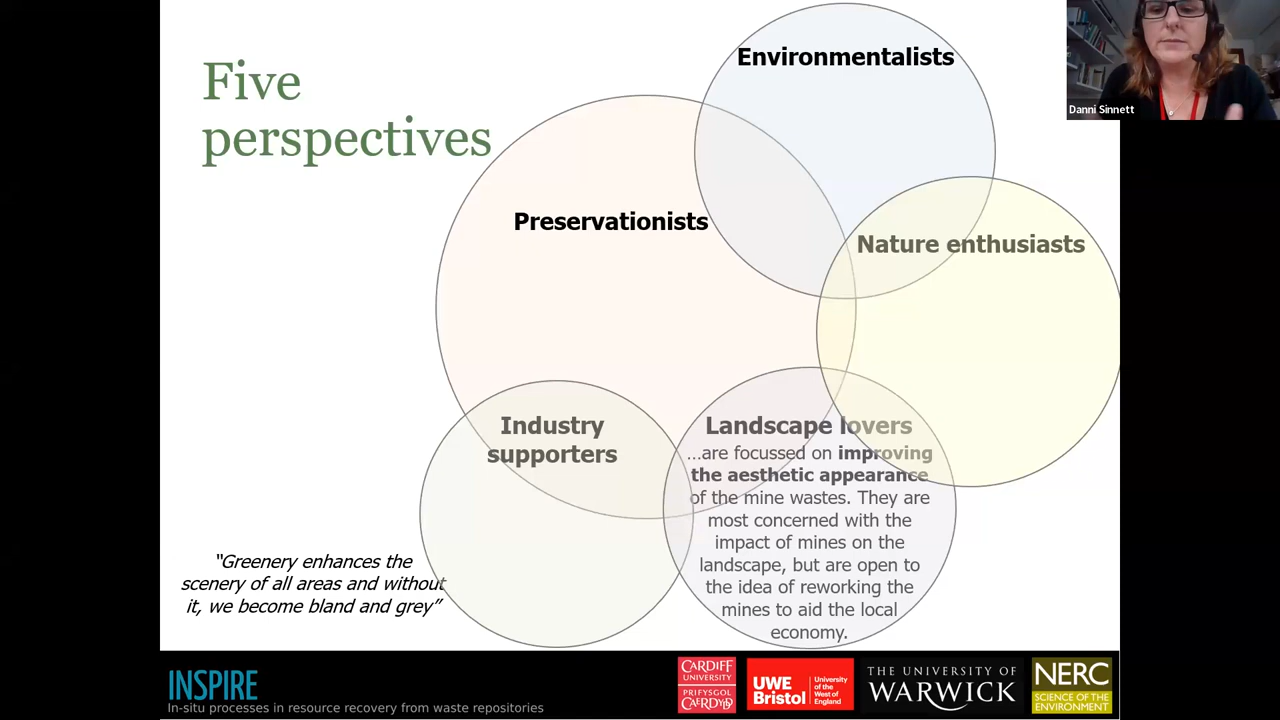 Five
perspectives
Environmentalists
Danni Sinnett
Preservationists
Nature enthusiasts
Industry
supporters
Landscape lovers
...are focussed on improving
the aesthetic appearance
of the mine wastes. They are
most concerned with the
impact of mines on the
landscape, but are open to
the idea of reworking the
mines to aid the local
economy.
“Greenery enhances the
scenery of all areas and without
it, we become bland and grey”
INSPIRE
In-situ processes in resource recovery from waste repositories
CARDIFF
UNIVERSITY
PRIFYSGOL
CAERDYDD
UWE
Bristol
University
of the
West of
England
THE UNIVERSITY OF
WARWICK
NERC
SCIENCE OF THE
ENVIRONMENT